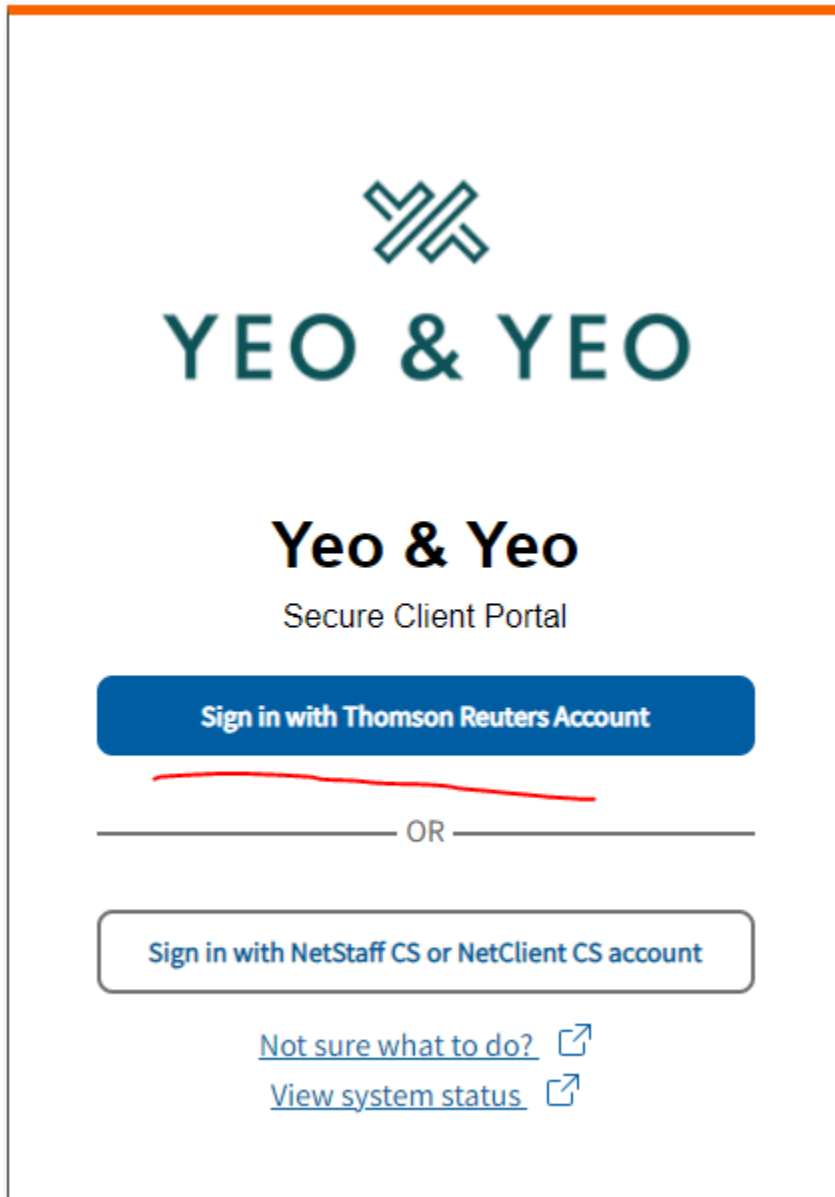 YEO & YEO
Yeo & Yeo
Secure Client Portal
Sign in with Thomson Reuters Account
OR
Sign in with NetStaff CS or NetClient CS account
Not sure what to do?
View system status